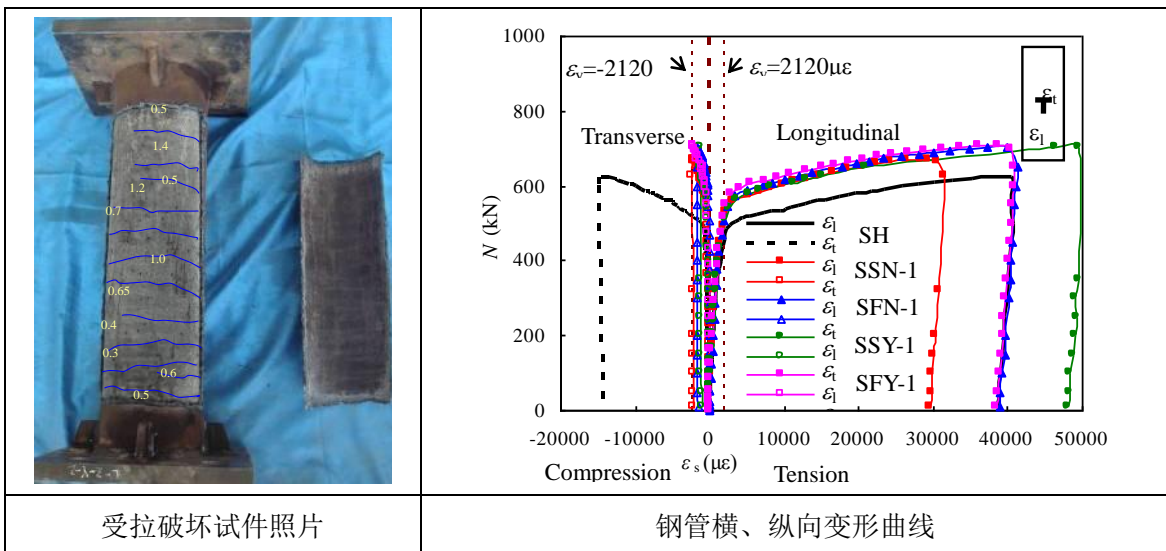 0.5
1.4
1.2
0.5
0.7
1.0
0.65
0.4
0.3
0.6
0.5
1000
800
600
400
200
0
N (kN)
εᵥ=-2120
εᵥ=2120με
Transverse
Longitudinal
εt
εl
εl
εt SH
εl
εt SSN-1
εl
εt SFN-1
εl
εt SSY-1
εl
εt SFY-1
εl
-20000 -10000 0 10000 20000 30000 40000 50000
Compression ε s (με) Tension
受拉破坏试件照片
钢管横、纵向变形曲线